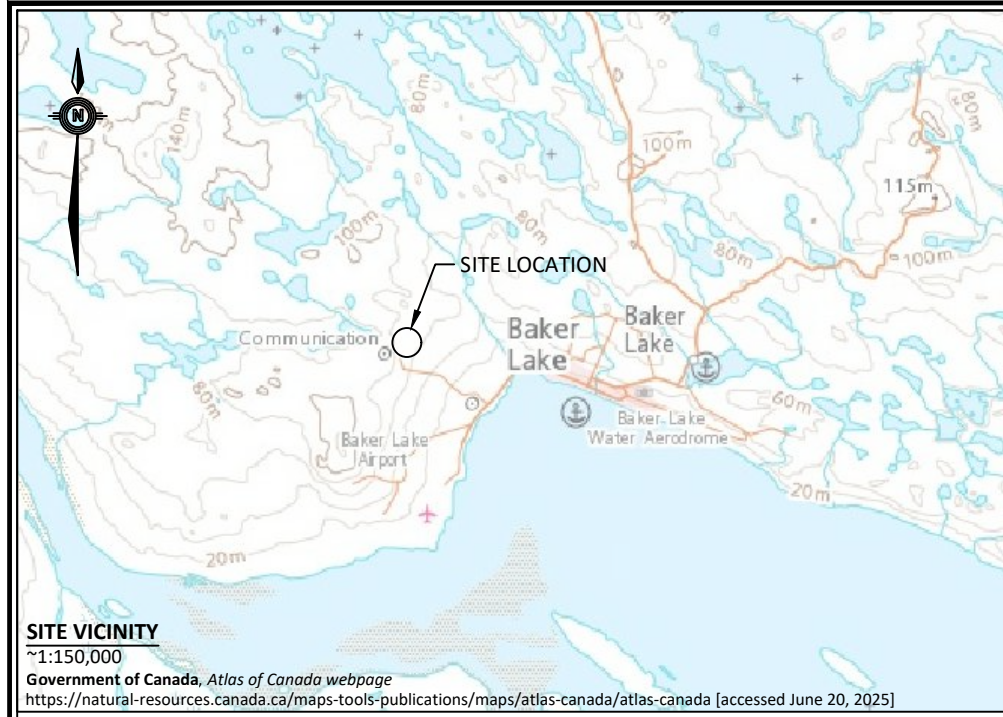 80m
140m
N
100m
80m
115m
100m
80m
80m
100m
SITE LOCATION
Communication
Baker
Lake
Baker
Lake
80m
60m
Baker Lake
Water Aerodrome
Baker Lake
Airport
20m
20m
SITE VICINITY
~1:150,000
Government of Canada, Atlas of Canada webpage
https://natural-resources.canada.ca/maps-tools-publications/maps/atlas-canada/atlas-canada [accessed June 20, 2025]